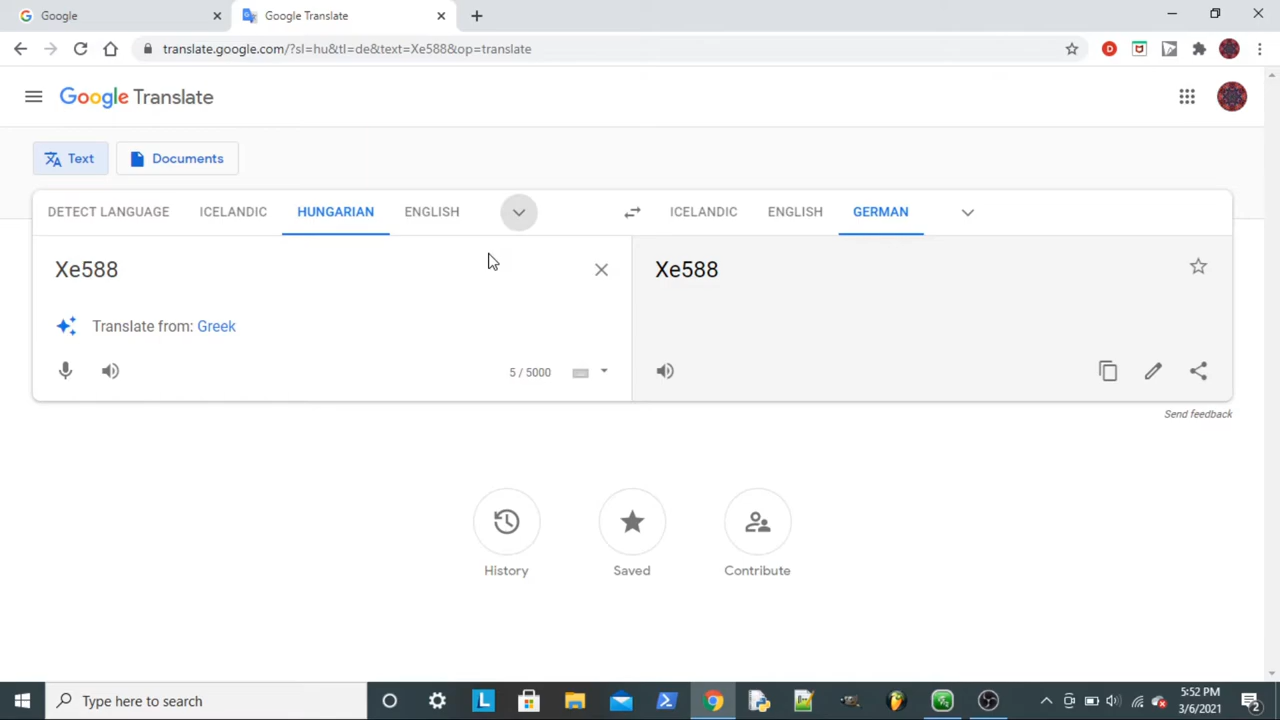 Google
Google Translate
translate.google.com/?sl=hu&tl=de&text=Xe588&op=translate
Google Translate
Text
Documents
DETECT LANGUAGE ICELANDIC HUNGARIAN ENGLISH
ICELANDIC ENGLISH GERMAN
Xe588
Xe588
Translate from: Greek
5 / 5000
Send feedback
History
Saved
Contribute
Type here to search
5:52 PM
3/6/2021